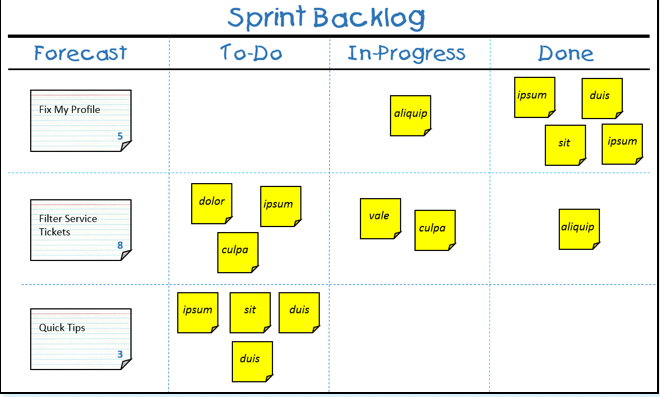 Sprint Backlog
Forecast To-Do In-Progress Done
Fix My Profile
5
aliquip
ipsum duis
sit ipsum
Filter Service
Tickets
8
dolor ipsum
culpa
vale culpa
aliquip
Quick Tips
3
ipsum sit duis
duis